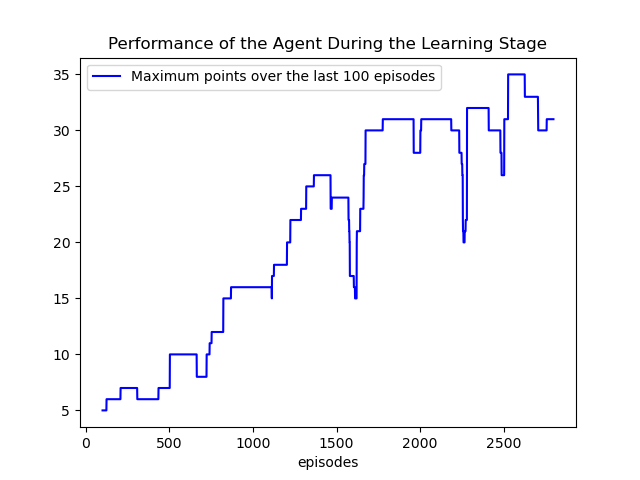 Performance of the Agent During the Learning Stage
Maximum points over the last 100 episodes
35
30
25
20
15
10
5
0 500 1000 1500 2000 2500
episodes